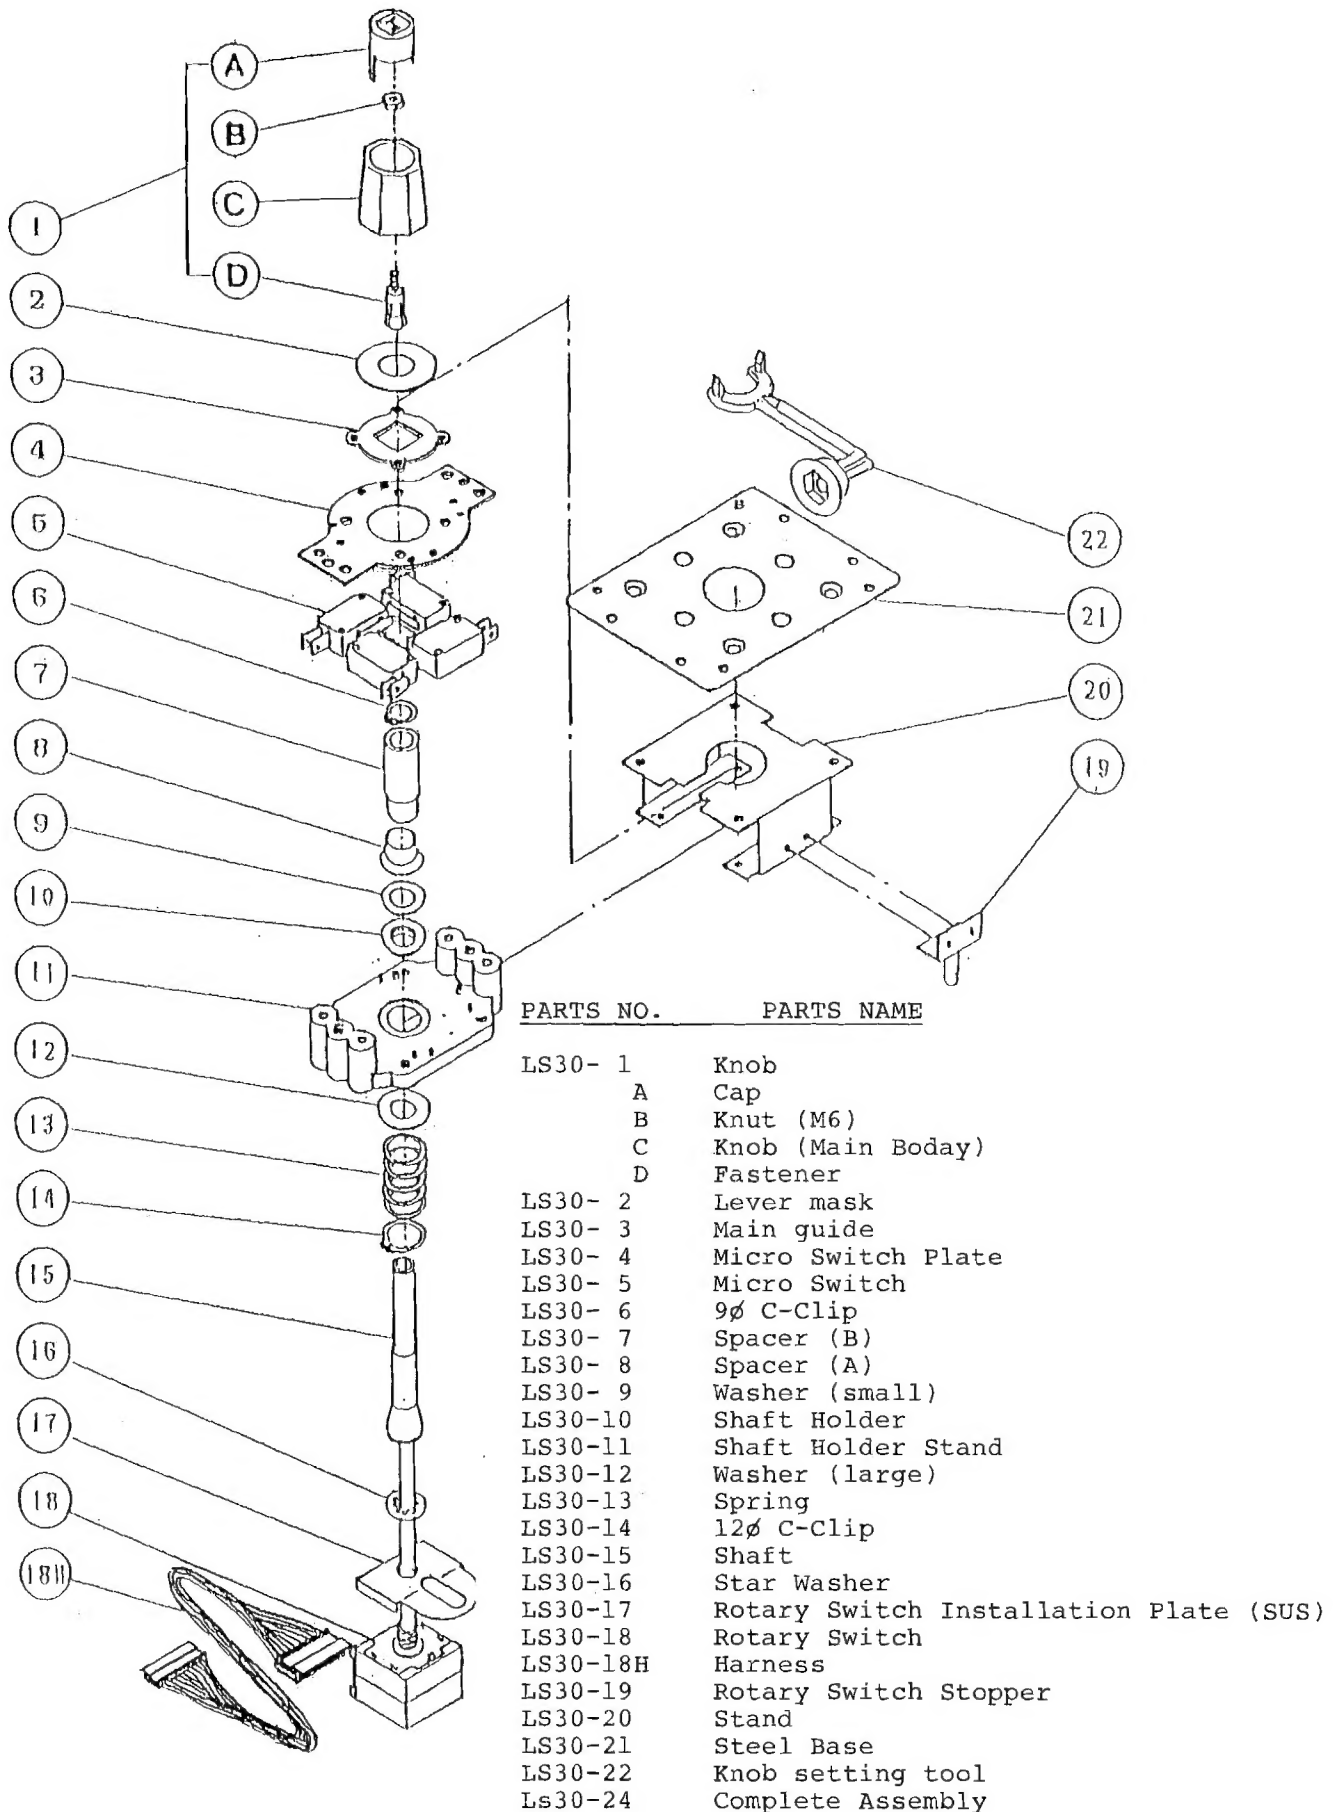 A
B
C
D
1
2
3
4
5
6
7
8
9
10
11
12
13
14
15
16
17
18
18H
B
22
21
20
19
PARTS NO. PARTS NAME
LS30- 1 Knob
A Cap
B Knut (M6)
C Knob (Main Boday)
D Fastener
LS30- 2 Lever mask
LS30- 3 Main guide
LS30- 4 Micro Switch Plate
LS30- 5 Micro Switch
LS30- 6 9ø C-Clip
LS30- 7 Spacer (B)
LS30- 8 Spacer (A)
LS30- 9 Washer (small)
LS30-10 Shaft Holder
LS30-11 Shaft Holder Stand
LS30-12 Washer (large)
LS30-13 Spring
LS30-14 12ø C-Clip
LS30-15 Shaft
LS30-16 Star Washer
LS30-17 Rotary Switch Installation Plate (SUS)
LS30-18 Rotary Switch
LS30-18H Harness
LS30-19 Rotary Switch Stopper
LS30-20 Stand
LS30-21 Steel Base
LS30-22 Knob setting tool
Ls30-24 Complete Assembly